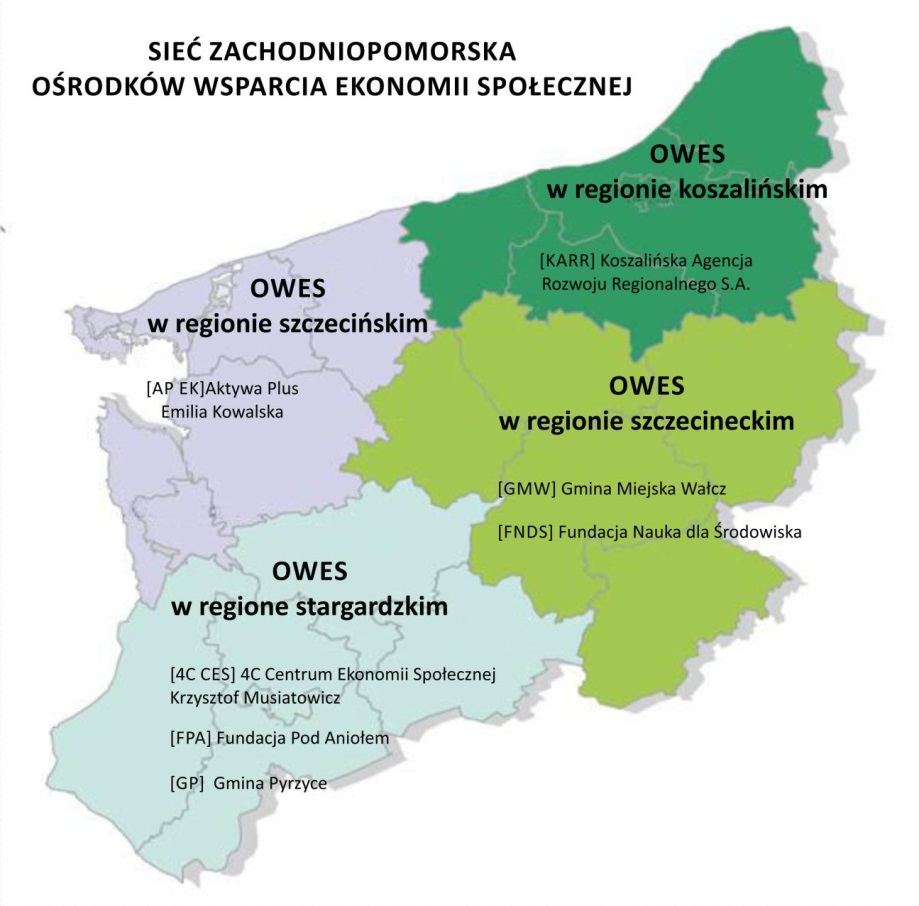 SIEĆ ZACHODNIOPOMORSKA
OŚRODKÓW WSPARCIA EKONOMII SPOŁECZNEJ
OWES
w regionie koszalińskim
[KARR] Koszalińska Agencja
Rozwoju Regionalnego S.A.
OWES
w regionie szczecińskim
[AP EK]Aktywa Plus
Emilia Kowalska
OWES
w regionie szczecineckim
[GMW] Gmina Miejska Wałcz
[FNDS] Fundacja Nauka dla Środowiska
OWES
w regione stargardzkim
[4C CES] 4C Centrum Ekonomii Społecznej
Krzysztof Musiatowicz
[FPA] Fundacja Pod Aniołem
[GP] Gmina Pyrzyce